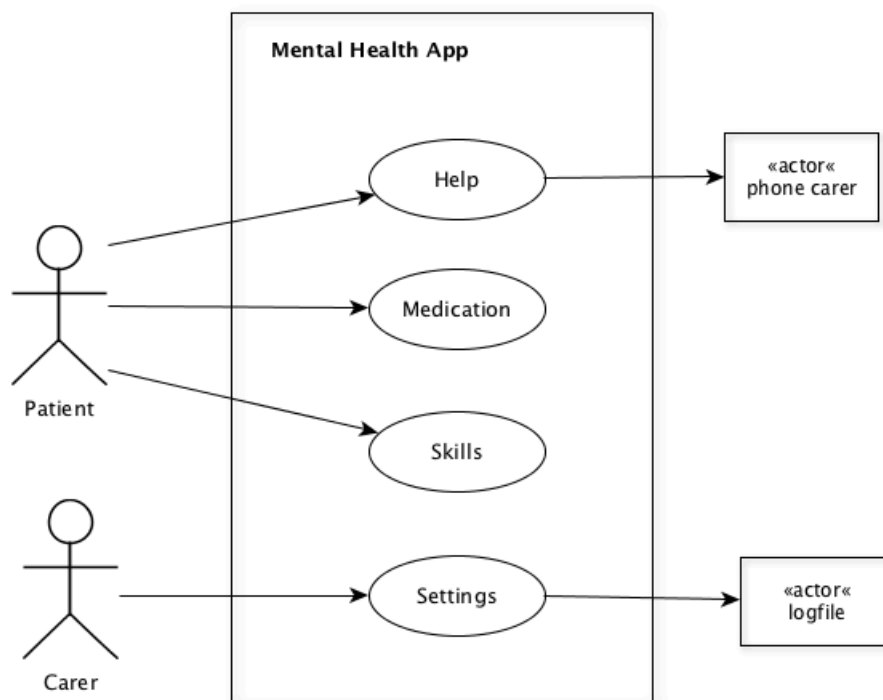 Mental Health App
Help
«actor«
phone carer
Medication
Patient
Skills
Settings
«actor«
logfile
Carer